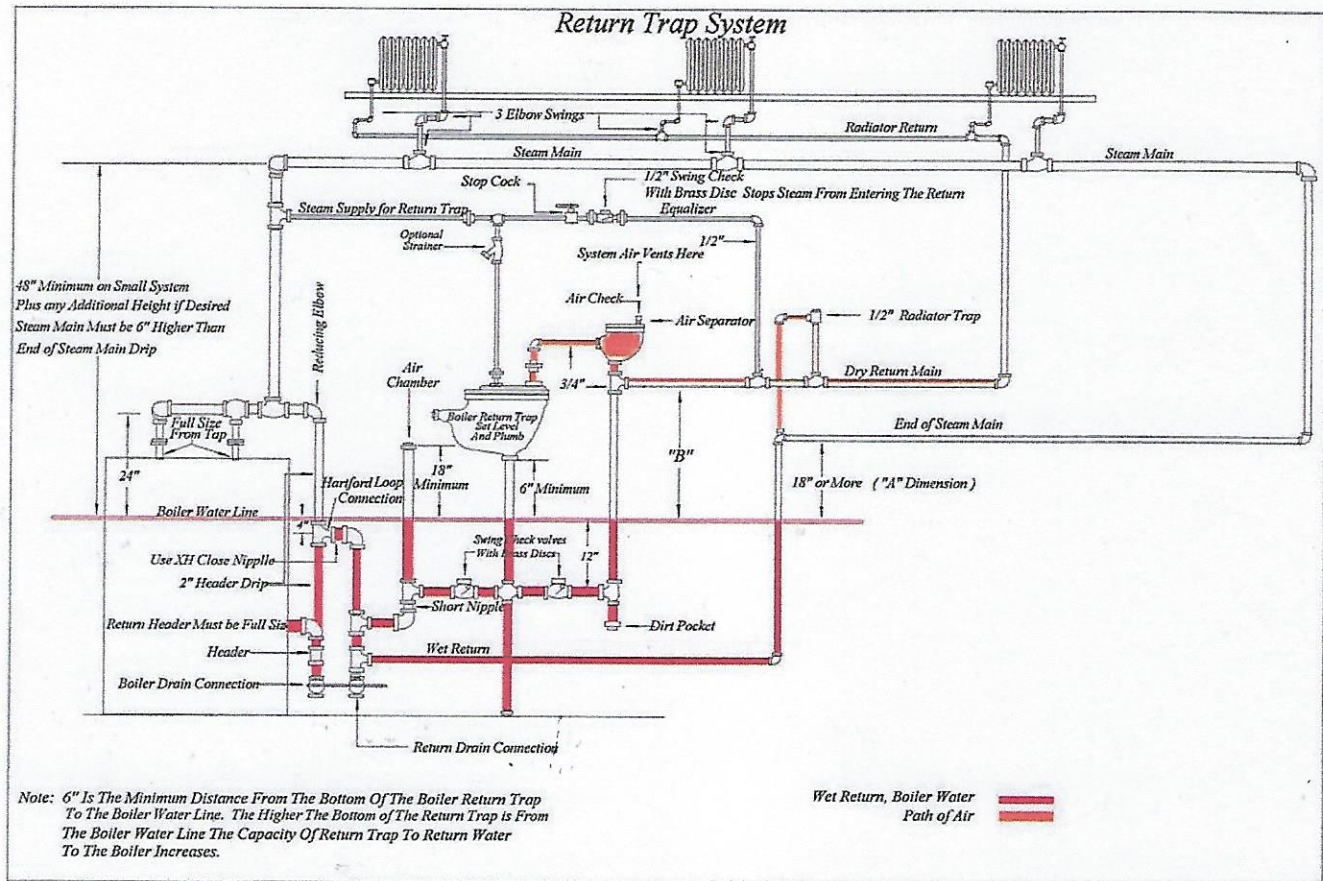 Return Trap System
3 Elbow Swings
Radiator Return
Steam Main
Steam Main
Stop Cock
1/2" Swing Check
With Brass Disc Stops Steam From Entering The Return
Steam Supply for Return Trap
Equalizer
Optional
Strainer
1/2"
System Air Vents Here
48" Minimum on Small System
Plus any Additional Height if Desired
Steam Main Must be 6" Higher Than
End of Steam Main Drip
Reducing Elbow
Air Check
Air Separator
1/2" Radiator Trap
Air
Chamber
3/4"
Dry Return Main
Full Size
From Tap
Boiler Return Trap
Set Level
And Plumb
End of Steam Main
24"
18"
Minimum
6" Minimum
"B"
18" or More ( "A" Dimension )
Hartford Loop
Connection
Boiler Water Line
4"
Swing Check valves
With Brass Discs
12"
Use XH Close Nipplle
2" Header Drip
Short Nipple
Return Header Must be Full Siz
Dirt Pocket
Header
Wet Return
Boiler Drain Connection
Return Drain Connection
Note: 6" Is The Minimum Distance From The Bottom Of The Boiler Return Trap
To The Boiler Water Line. The Higher The Bottom of The Return Trap is From
The Boiler Water Line The Capacity Of Return Trap To Return Water
To The Boiler Increases.
Wet Return, Boiler Water
Path of Air